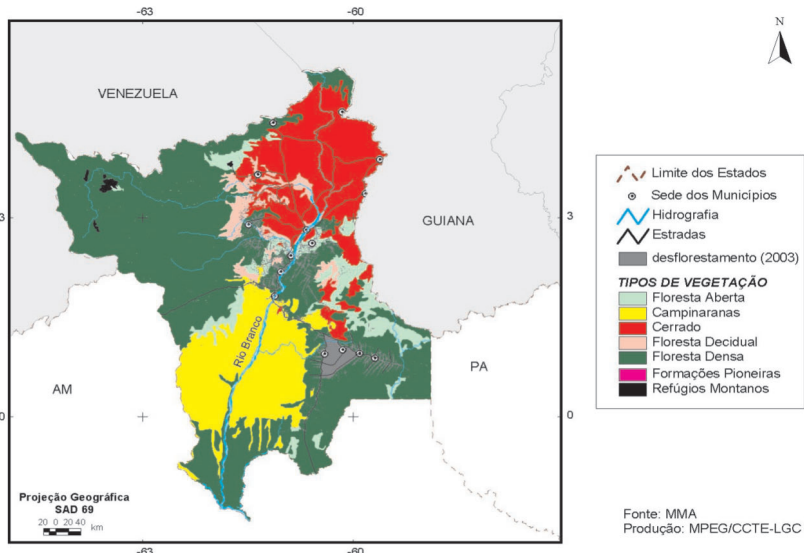 -63
-60
N
VENEZUELA
GUIANA
3
3
Rio Branco
AM
PA
0
0
Projeção Geográfica
SAD 69
20 0 20 40 km
-63
-60
Limite dos Estados
Sede dos Municípios
Hidrografia
Estradas
desflorestamento (2003)
TIPOS DE VEGETAÇÃO
Floresta Aberta
Campinaranas
Cerrado
Floresta Decidual
Floresta Densa
Formações Pioneiras
Refúgios Montanos
Fonte: MMA
Produção: MPEG/CCTE-LGC